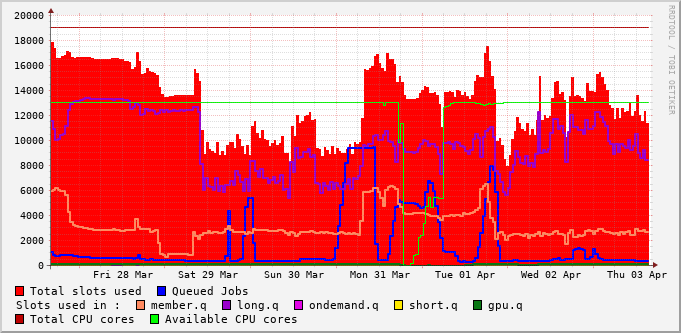 20000
18000
16000
14000
12000
10000
8000
6000
4000
2000
0
Fri 28 Mar Sat 29 Mar Sun 30 Mar Mon 31 Mar Tue 01 Apr Wed 02 Apr Thu 03 Apr
Total slots used Queued Jobs
Slots used in : member.q long.q ondemand.q short.q gpu.q
Total CPU cores Available CPU cores
RRDTOOL / TOBI OETIKER